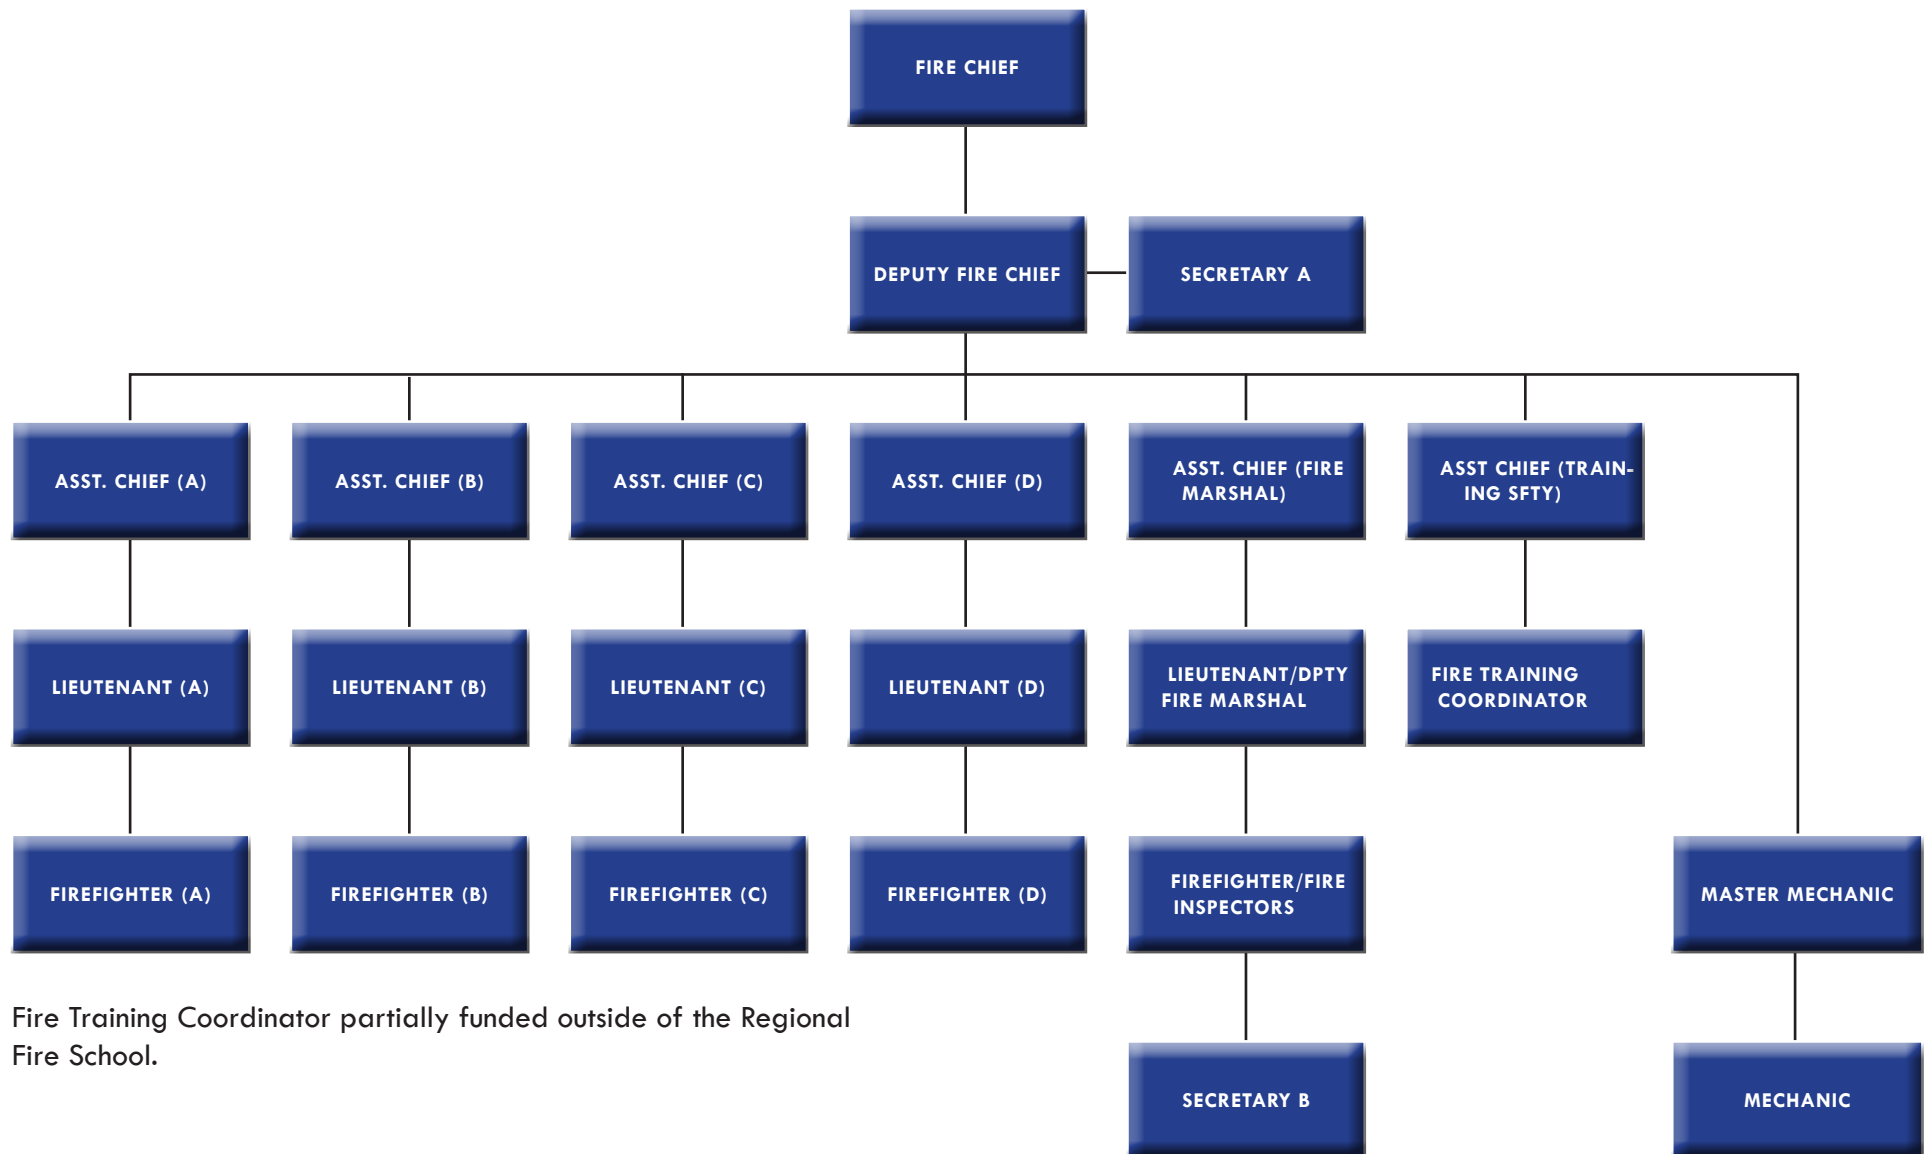 FIRE CHIEF
DEPUTY FIRE CHIEF
SECRETARY A
ASST. CHIEF (A)
ASST. CHIEF (B)
ASST. CHIEF (C)
ASST. CHIEF (D)
ASST. CHIEF (FIRE
MARSHAL)
ASST CHIEF (TRAIN-
ING SFTY)
LIEUTENANT (A)
LIEUTENANT (B)
LIEUTENANT (C)
LIEUTENANT (D)
LIEUTENANT/DPTY
FIRE MARSHAL
FIRE TRAINING
COORDINATOR
FIREFIGHTER (A)
FIREFIGHTER (B)
FIREFIGHTER (C)
FIREFIGHTER (D)
FIREFIGHTER/FIRE
INSPECTORS
MASTER MECHANIC
Fire Training Coordinator partially funded outside of the Regional
Fire School.
SECRETARY B
MECHANIC